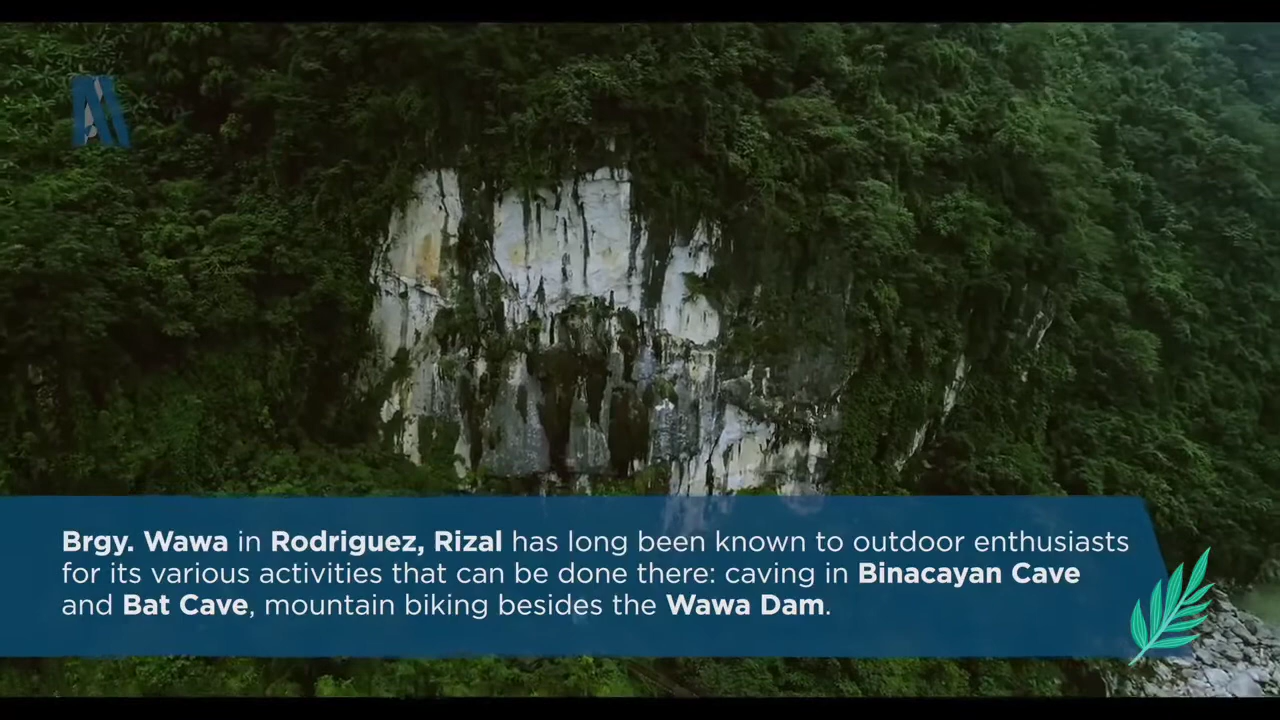 Brgy. Wawa in Rodriguez, Rizal has long been known to outdoor enthusiasts
for its various activities that can be done there: caving in Binacayan Cave
and Bat Cave, mountain biking besides the Wawa Dam.